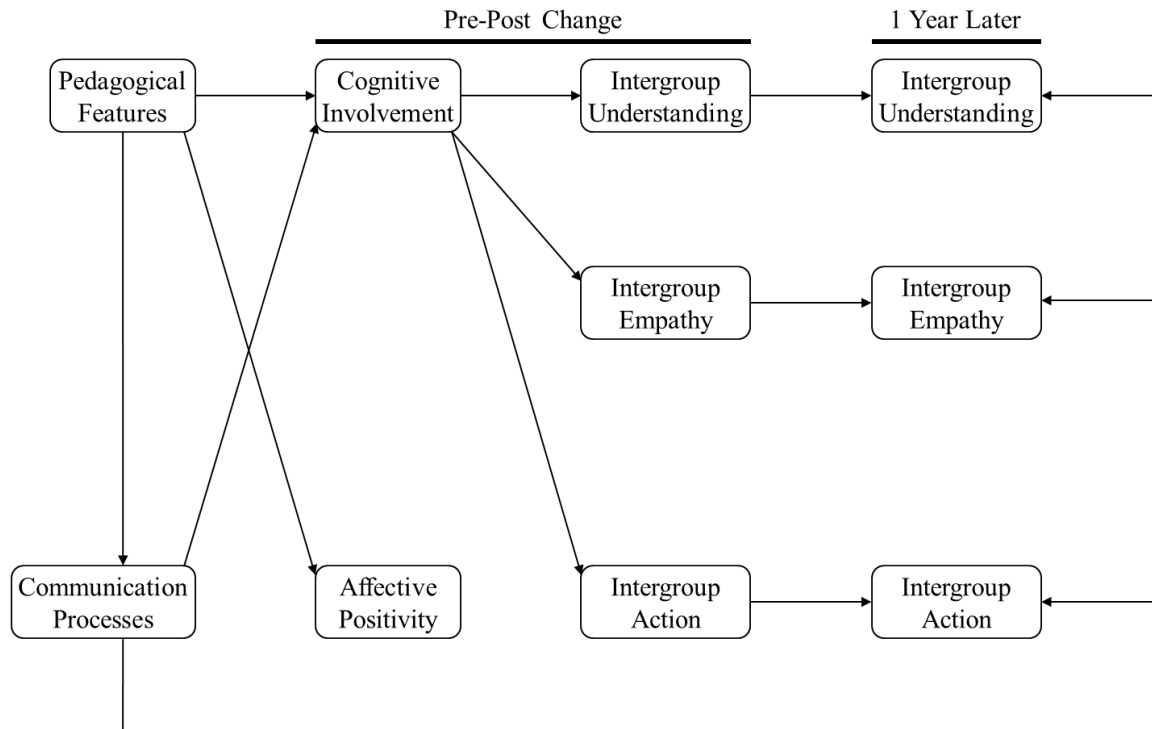 Pre-Post Change
1 Year Later
Pedagogical
Features
Cognitive
Involvement
Intergroup
Understanding
Intergroup
Understanding
Intergroup
Empathy
Intergroup
Empathy
Communication
Processes
Affective
Positivity
Intergroup
Action
Intergroup
Action